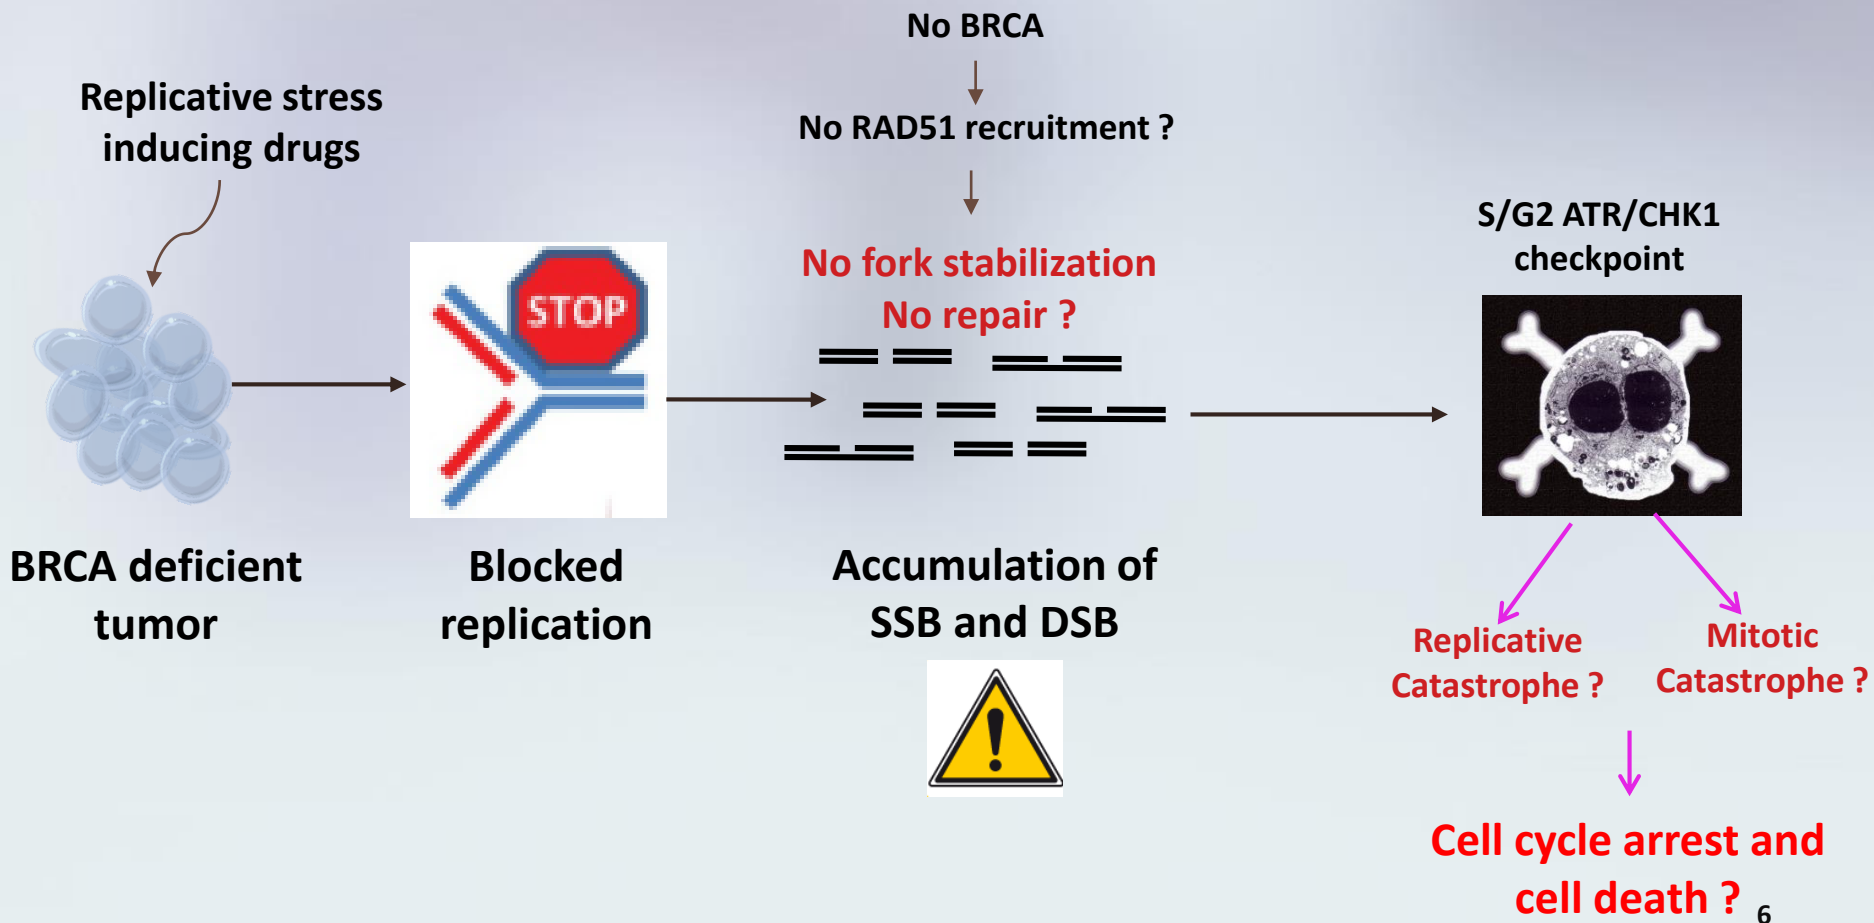 No BRCA
Replicative stress
inducing drugs
No RAD51 recruitment ?
No fork stabilization
No repair ?
S/G2 ATR/CHK1
checkpoint
STOP
BRCA deficient
tumor
Blocked
replication
Accumulation of
SSB and DSB
Replicative
Catastrophe ?
Mitotic
Catastrophe ?
Cell cycle arrest and
cell death ?
6